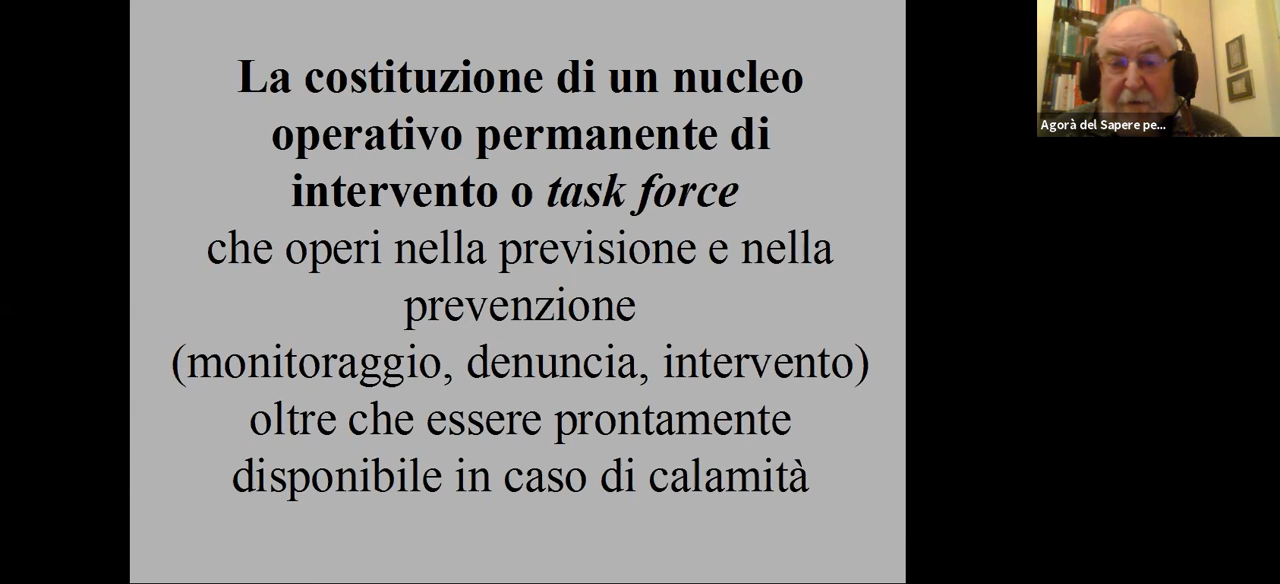 La costituzione di un nucleo
operativo permanente di
intervento o task force
che operi nella previsione e nella
prevenzione
(monitoraggio, denuncia, intervento)
oltre che essere prontamente
disponibile in caso di calamità
Agorà del Sapere pe...